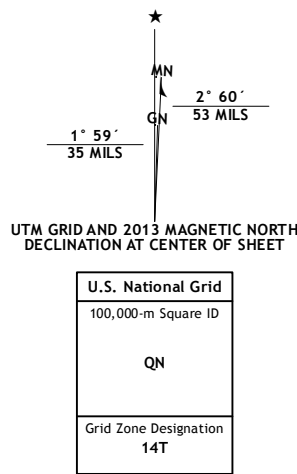 MN
GN
2° 60´
53 MILS
1° 59´
35 MILS
UTM GRID AND 2013 MAGNETIC NORTH
DECLINATION AT CENTER OF SHEET
U.S. National Grid
100,000-m Square ID
QN
Grid Zone Designation
14T